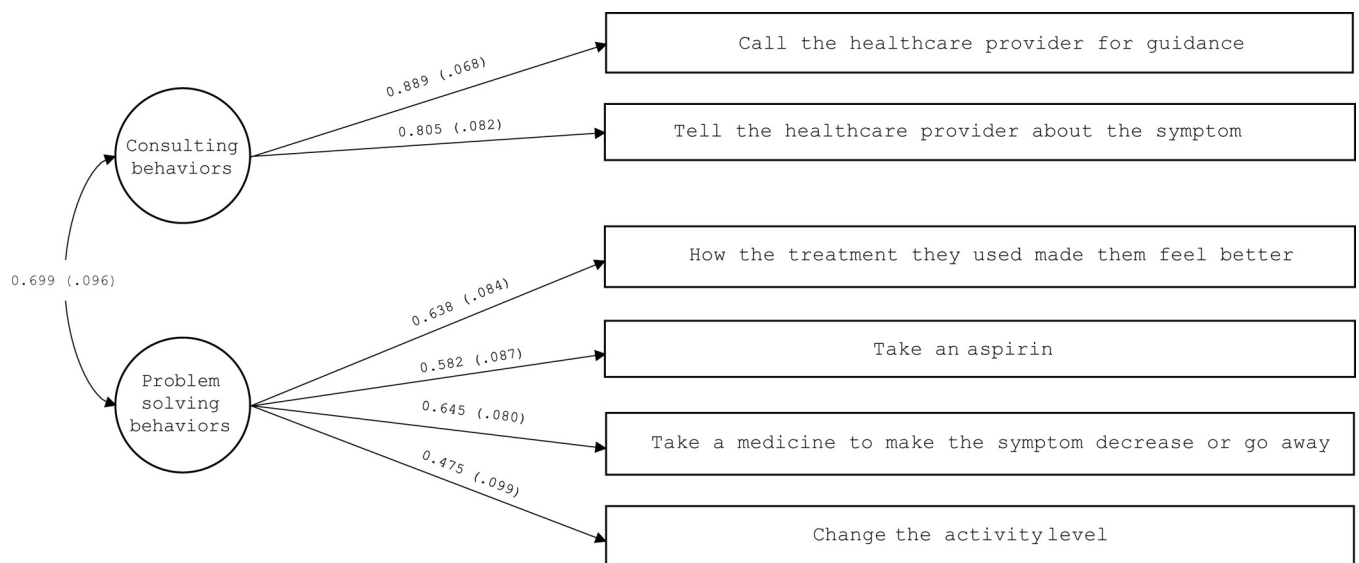 Call the healthcare provider for guidance
0.889 (.068)
0.805 (.082)
Tell the healthcare provider about the symptom
Consulting
behaviors
How the treatment they used made them feel better
0.699 (.096)
0.638 (.084)
Take an aspirin
0.582 (.087)
Problem
solving
behaviors
0.645 (.080)
Take a medicine to make the symptom decrease or go away
0.475 (.099)
Change the activity level